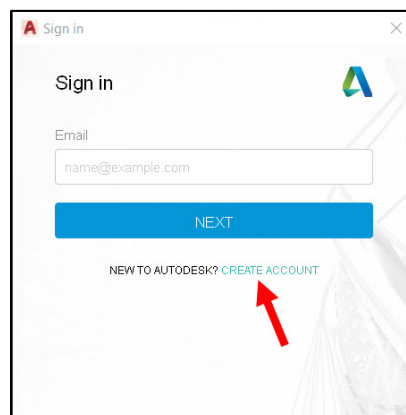 Sign in
Sign in
Email
name@example.com
NEXT
NEW TO AUTODESK? CREATE ACCOUNT